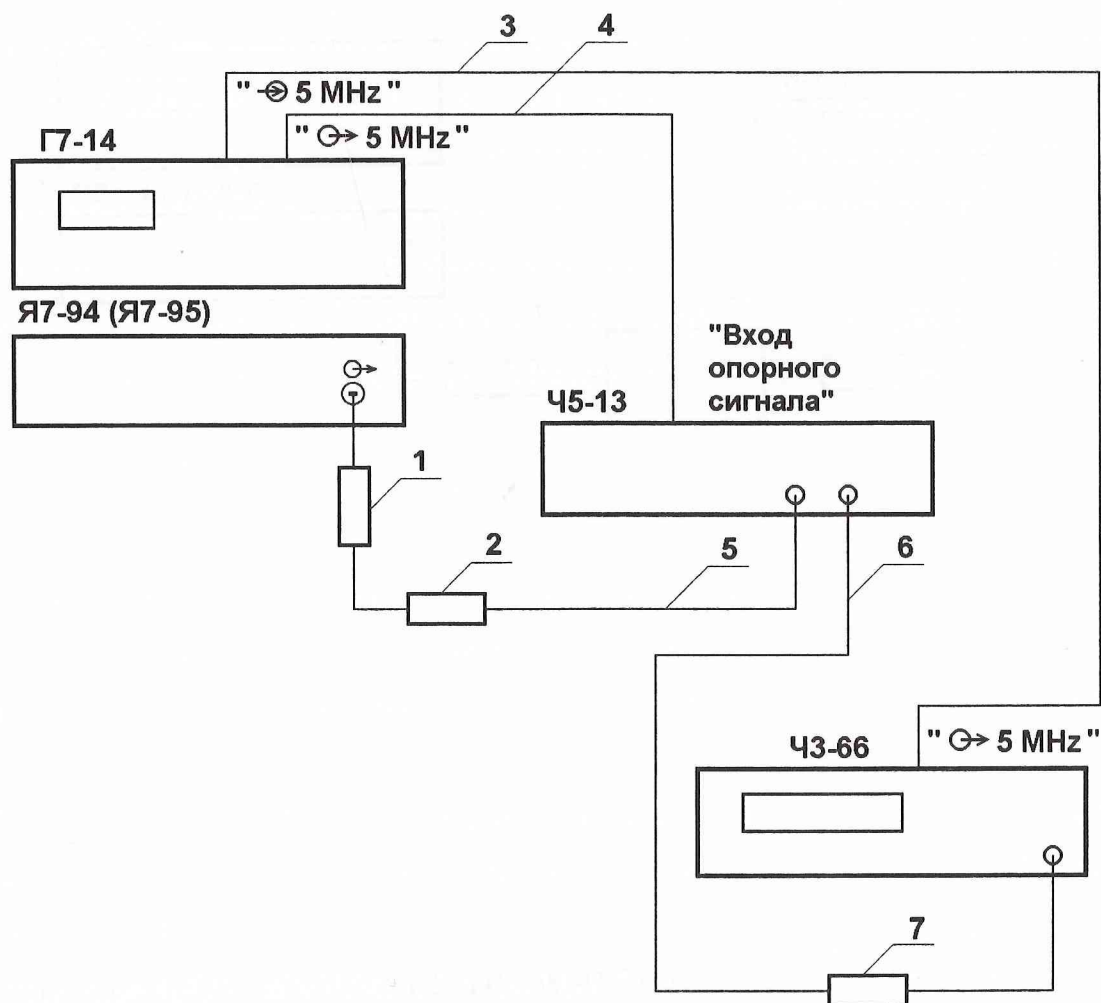 3
4
" 5 MHz "
" 5 MHz "
Г7-14
Я7-94 (Я7-95)
"Вход
опорного
сигнала"
Ч5-13
1
2
5
6
Ч3-66
" 5 MHz "
7